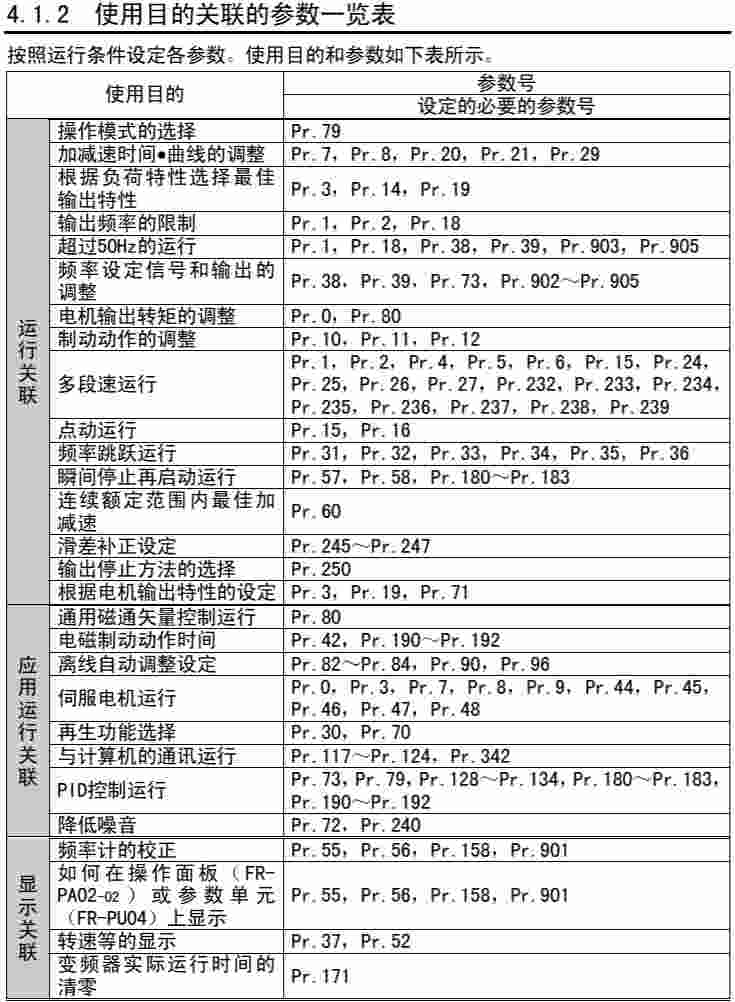 4.1.2 使用目的关联的参数一览表
按照运行条件设定各参数。使用目的和参数如下表所示。
使用目的
参数号
设定的必要的参数号
运行关联
操作模式的选择 Pr.79
加减速时间•曲线的调整 Pr.7, Pr.8, Pr.20, Pr.21, Pr.29
根据负荷特性选择最佳
输出特性
Pr.3, Pr.14, Pr.19
输出频率的限制 Pr.1, Pr.2, Pr.18
超过50Hz的运行 Pr.1, Pr.18, Pr.38, Pr.39, Pr.903, Pr.905
频率设定信号和输出的
调整
Pr.38, Pr.39, Pr.73, Pr.902～Pr.905
电机输出转矩的调整 Pr.0, Pr.80
制动动作的调整 Pr.10, Pr.11, Pr.12
多段速运行
Pr.1, Pr.2, Pr.4, Pr.5, Pr.6, Pr.15, Pr.24,
Pr.25, Pr.26, Pr.27, Pr.232, Pr.233, Pr.234,
Pr.235, Pr.236, Pr.237, Pr.238, Pr.239
点动运行 Pr.15, Pr.16
频率跳跃运行 Pr.31, Pr.32, Pr.33, Pr.34, Pr.35, Pr.36
瞬间停止再启动运行 Pr.57, Pr.58, Pr.180～Pr.183
连续额定范围内最佳加
减速
Pr.60
滑差补正设定 Pr.245～Pr.247
输出停止方法的选择 Pr.250
根据电机输出特性的设定 Pr.3, Pr.19, Pr.71
应用运行关联
通用磁通矢量控制运行 Pr.80
电磁制动动作时间 Pr.42, Pr.190～Pr.192
离线自动调整设定 Pr.82～Pr.84, Pr.90, Pr.96
伺服电机运行
Pr.0, Pr.3, Pr.7, Pr.8, Pr.9, Pr.44, Pr.45,
Pr.46, Pr.47, Pr.48
再生功能选择 Pr.30, Pr.70
与计算机的通讯运行 Pr.117～Pr.124, Pr.342
PID控制运行
Pr.73, Pr.79, Pr.128～Pr.134, Pr.180～Pr.183,
Pr.190～Pr.192
降低噪音 Pr.72, Pr.240
显示关联
频率计的校正 Pr.55, Pr.56, Pr.158, Pr.901
如何在操作面板（FR-
PA02-02）或参数单元
（FR-PU04）上显示
Pr.55, Pr.56, Pr.158, Pr.901
转速等的显示 Pr.37, Pr.52
变频器实际运行时间的
清零
Pr.171